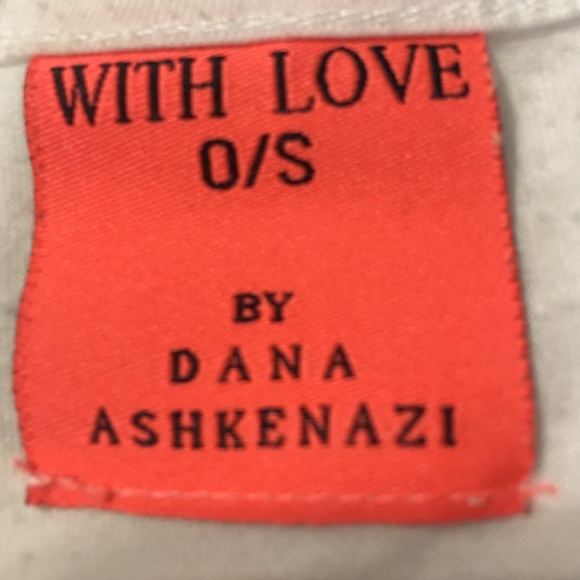 WITH LOVE
O/S
BY
DANA
ASHKENAZI